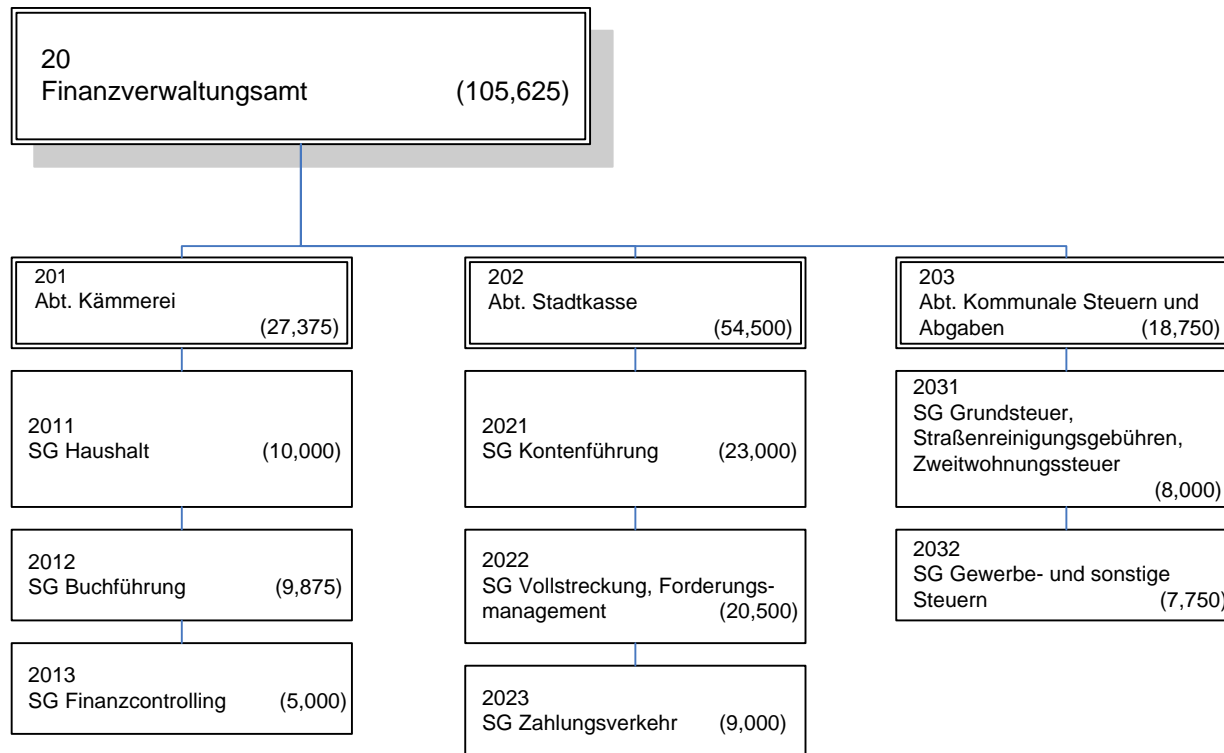 20
Finanzverwaltungsamt (105,625)
201
Abt. Kämmerei
(27,375)
2011
SG Haushalt (10,000)
2012
SG Buchführung (9,875)
2013
SG Finanzcontrolling (5,000)
202
Abt. Stadtkasse
(54,500)
2021
SG Kontenführung (23,000)
2022
SG Vollstreckung, Forderungs-
management (20,500)
2023
SG Zahlungsverkehr (9,000)
203
Abt. Kommunale Steuern und
Abgaben (18,750)
2031
SG Grundsteuer,
Straßenreinigungsgebühren,
Zweitwohnungssteuer
(8,000)
2032
SG Gewerbe- und sonstige
Steuern (7,750)